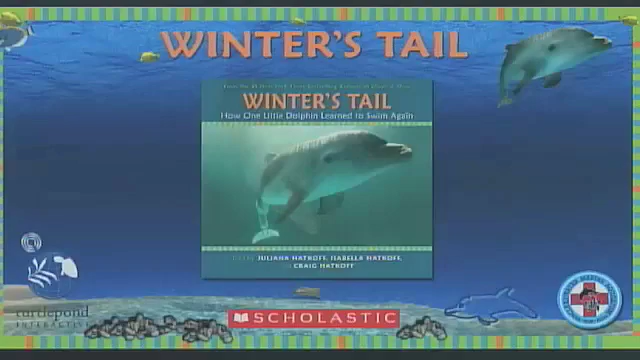 WINTER'S TAIL
WINTER'S TAIL
How One Little Dolphin Learned to Swim Again
JULIANA HATKOFF, ISABELLA HATKOFF,
CRAIG HATKOFF
turtlepond
INTERACTIVE
SCHOLASTIC